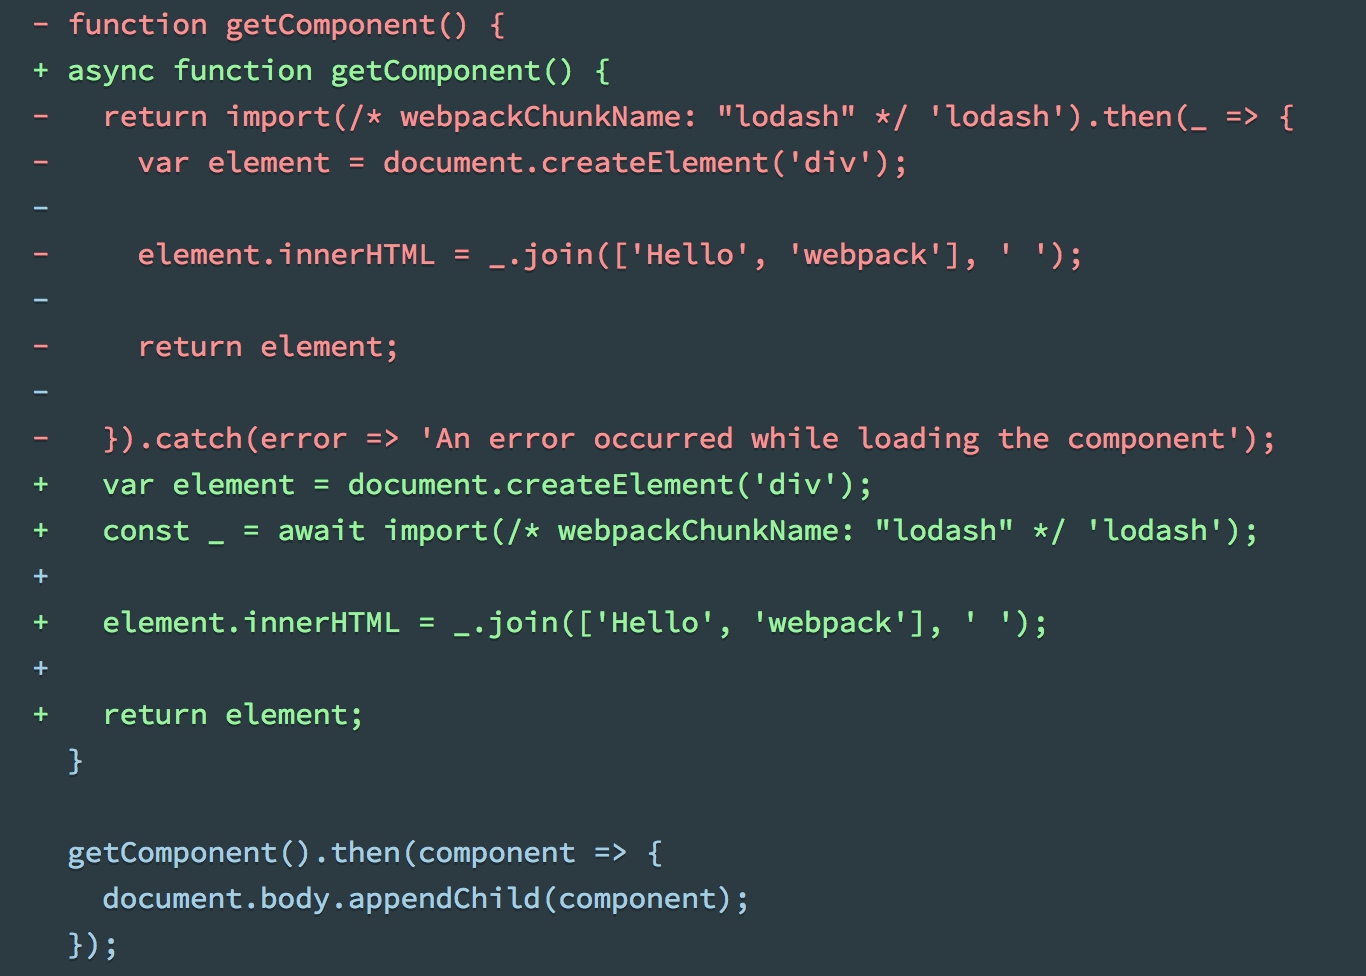 - function getComponent() {
+ async function getComponent() {
-   return import(/* webpackChunkName: "lodash" */ 'lodash').then(_ => {
-     var element = document.createElement('div');
-
-     element.innerHTML = _.join(['Hello', 'webpack'], ' ');
-
-     return element;
-
-   }).catch(error => 'An error occurred while loading the component');
+   var element = document.createElement('div');
+   const _ = await import(/* webpackChunkName: "lodash" */ 'lodash');
+
+   element.innerHTML = _.join(['Hello', 'webpack'], ' ');
+
+   return element;
  }

  getComponent().then(component => {
    document.body.appendChild(component);
  });